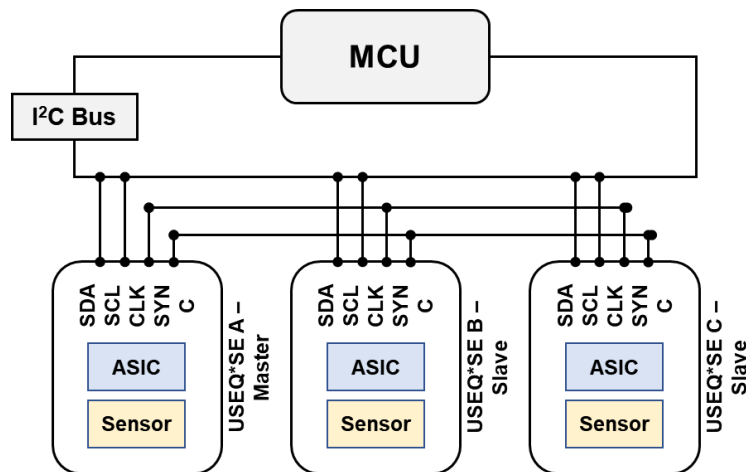 MCU
I²C Bus
SDA
SCL
CLK
SYN
C
SDA
SCL
CLK
SYN
C
SDA
SCL
CLK
SYN
C
ASIC
Sensor
USEQ*SE A –
Master
ASIC
Sensor
USEQ*SE B –
Slave
ASIC
Sensor
USEQ*SE C –
Slave